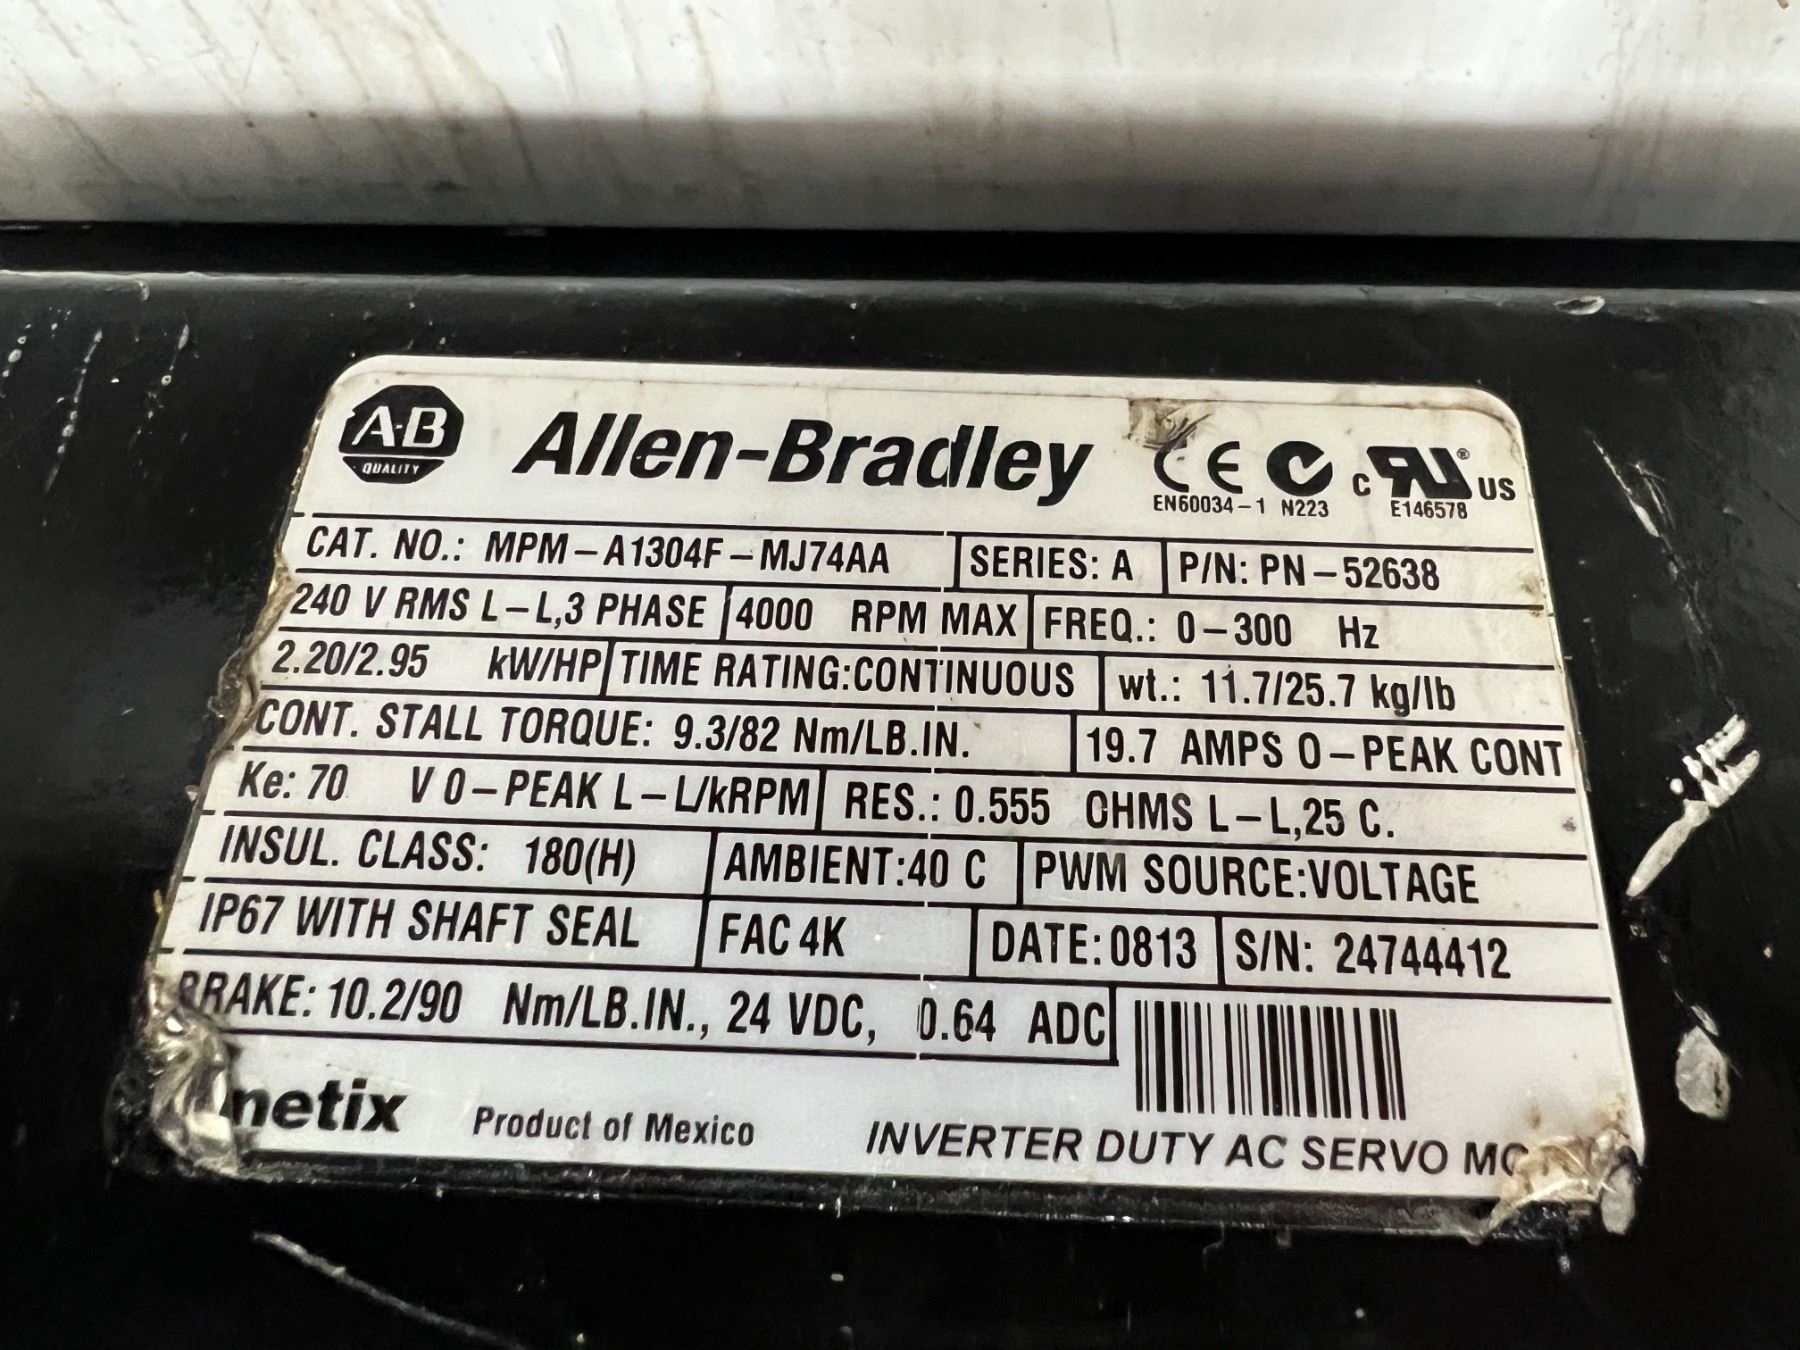 A-B QUALITY Allen-Bradley
EN60034-1 N223 C US ® E146578
CAT. NO.: MPM-A1304F-MJ74AA SERIES: A P/N: PN-52638
240 V RMS L-L,3 PHASE 4000 RPM MAX FREQ.: 0-300 Hz
2.20/2.95 kW/HP TIME RATING:CONTINUOUS wt.: 11.7/25.7 kg/lb
CONT. STALL TORQUE: 9.3/82 Nm/LB.IN. 19.7 AMPS 0-PEAK CONT
Ke: 70 V 0-PEAK L-L/kRPM RES.: 0.555 OHMS L-L,25 C.
INSUL. CLASS: 180(H) AMBIENT:40 C PWM SOURCE:VOLTAGE
IP67 WITH SHAFT SEAL FAC 4K DATE: 0813 S/N: 24744412
BRAKE: 10.2/90 Nm/LB.IN., 24 VDC, 0.64 ADC
netix Product of Mexico INVERTER DUTY AC SERVO